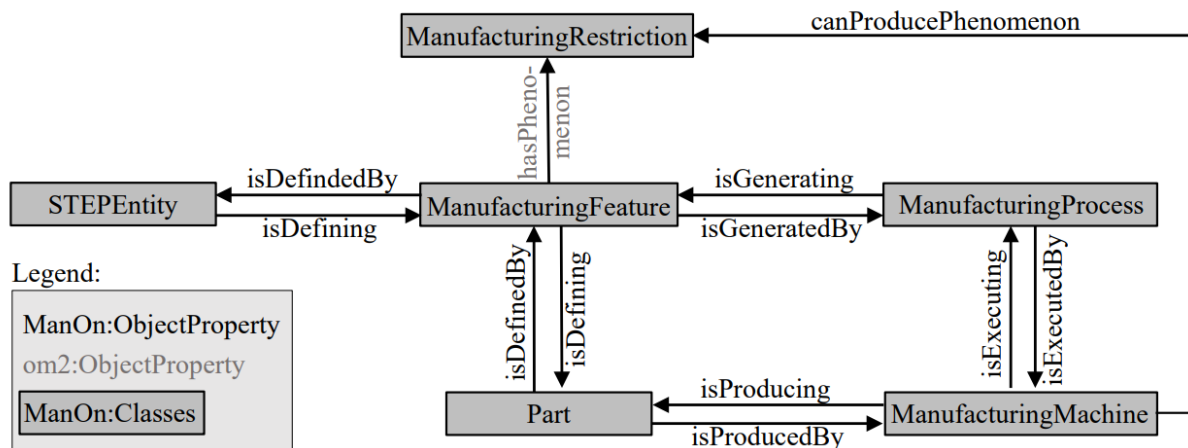 ManufacturingRestriction
canProducePhenomenon
hasPheno-
menon
isDefindedBy
isGenerating
STEPEntity
ManufacturingFeature
ManufacturingProcess
isDefining
isGeneratedBy
Legend:
ManOn:ObjectProperty
om2:ObjectProperty
ManOn:Classes
isDefinedBy
isDefining
isExecuting
isExecutedBy
isProducing
Part
ManufacturingMachine
isProducedBy